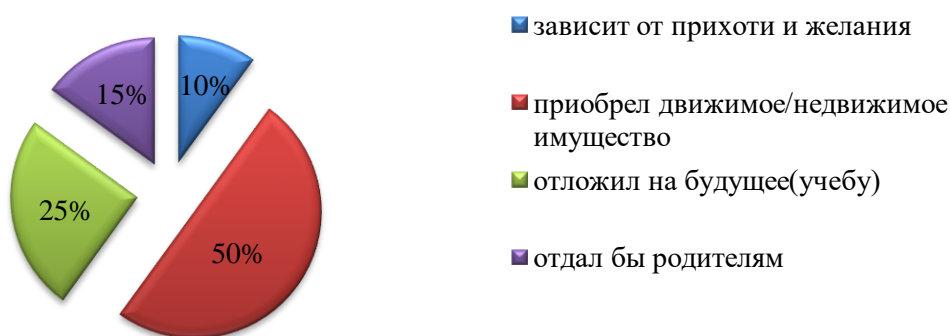 зависит от прихоти и желания
10%
15%
приобрел движимое/недвижимое
имущество
отложил на будущее(учебу)
25%
50%
отдал бы родителям